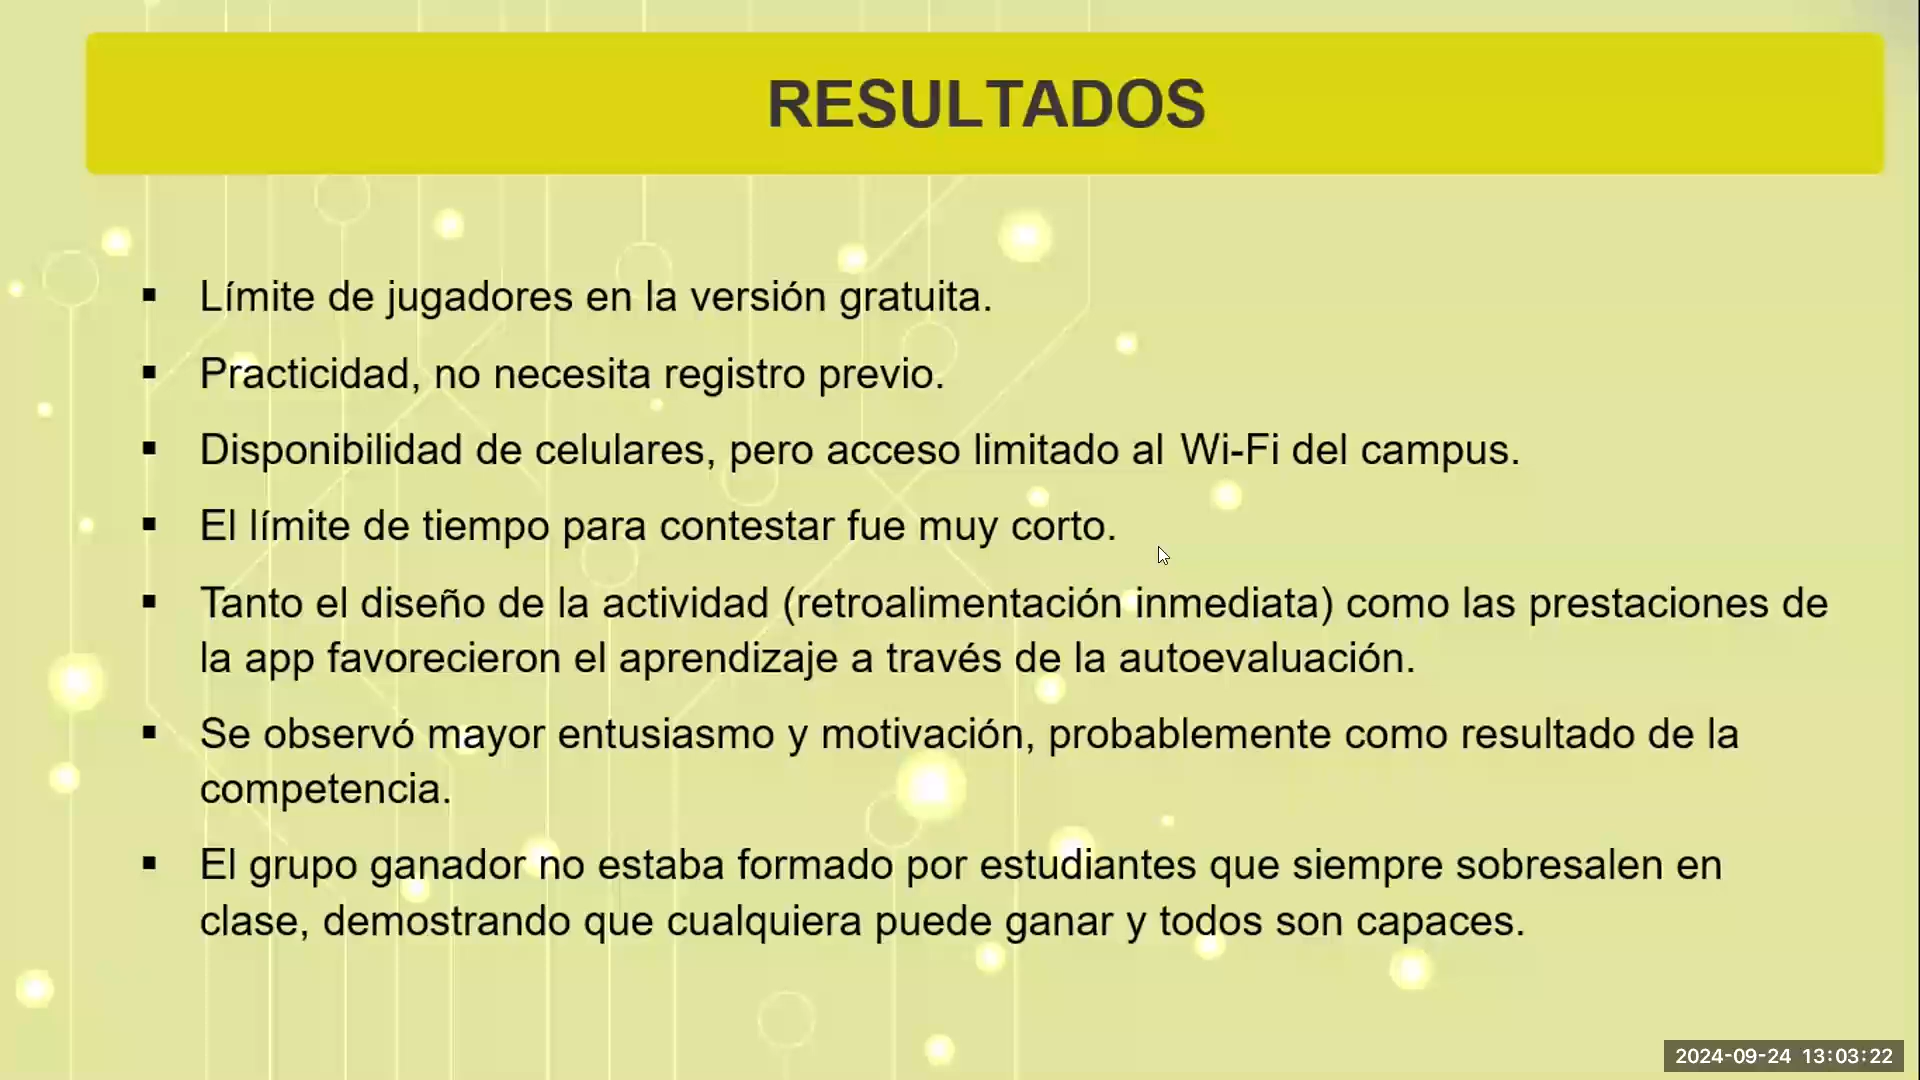 RESULTADOS
▪ Límite de jugadores en la versión gratuita.
▪ Practicidad, no necesita registro previo.
▪ Disponibilidad de celulares, pero acceso limitado al Wi-Fi del campus.
▪ El límite de tiempo para contestar fue muy corto.
▪ Tanto el diseño de la actividad (retroalimentación inmediata) como las prestaciones de
la app favorecieron el aprendizaje a través de la autoevaluación.
▪ Se observó mayor entusiasmo y motivación, probablemente como resultado de la
competencia.
▪ El grupo ganador no estaba formado por estudiantes que siempre sobresalen en
clase, demostrando que cualquiera puede ganar y todos son capaces.
2024-09-24 13:03:22